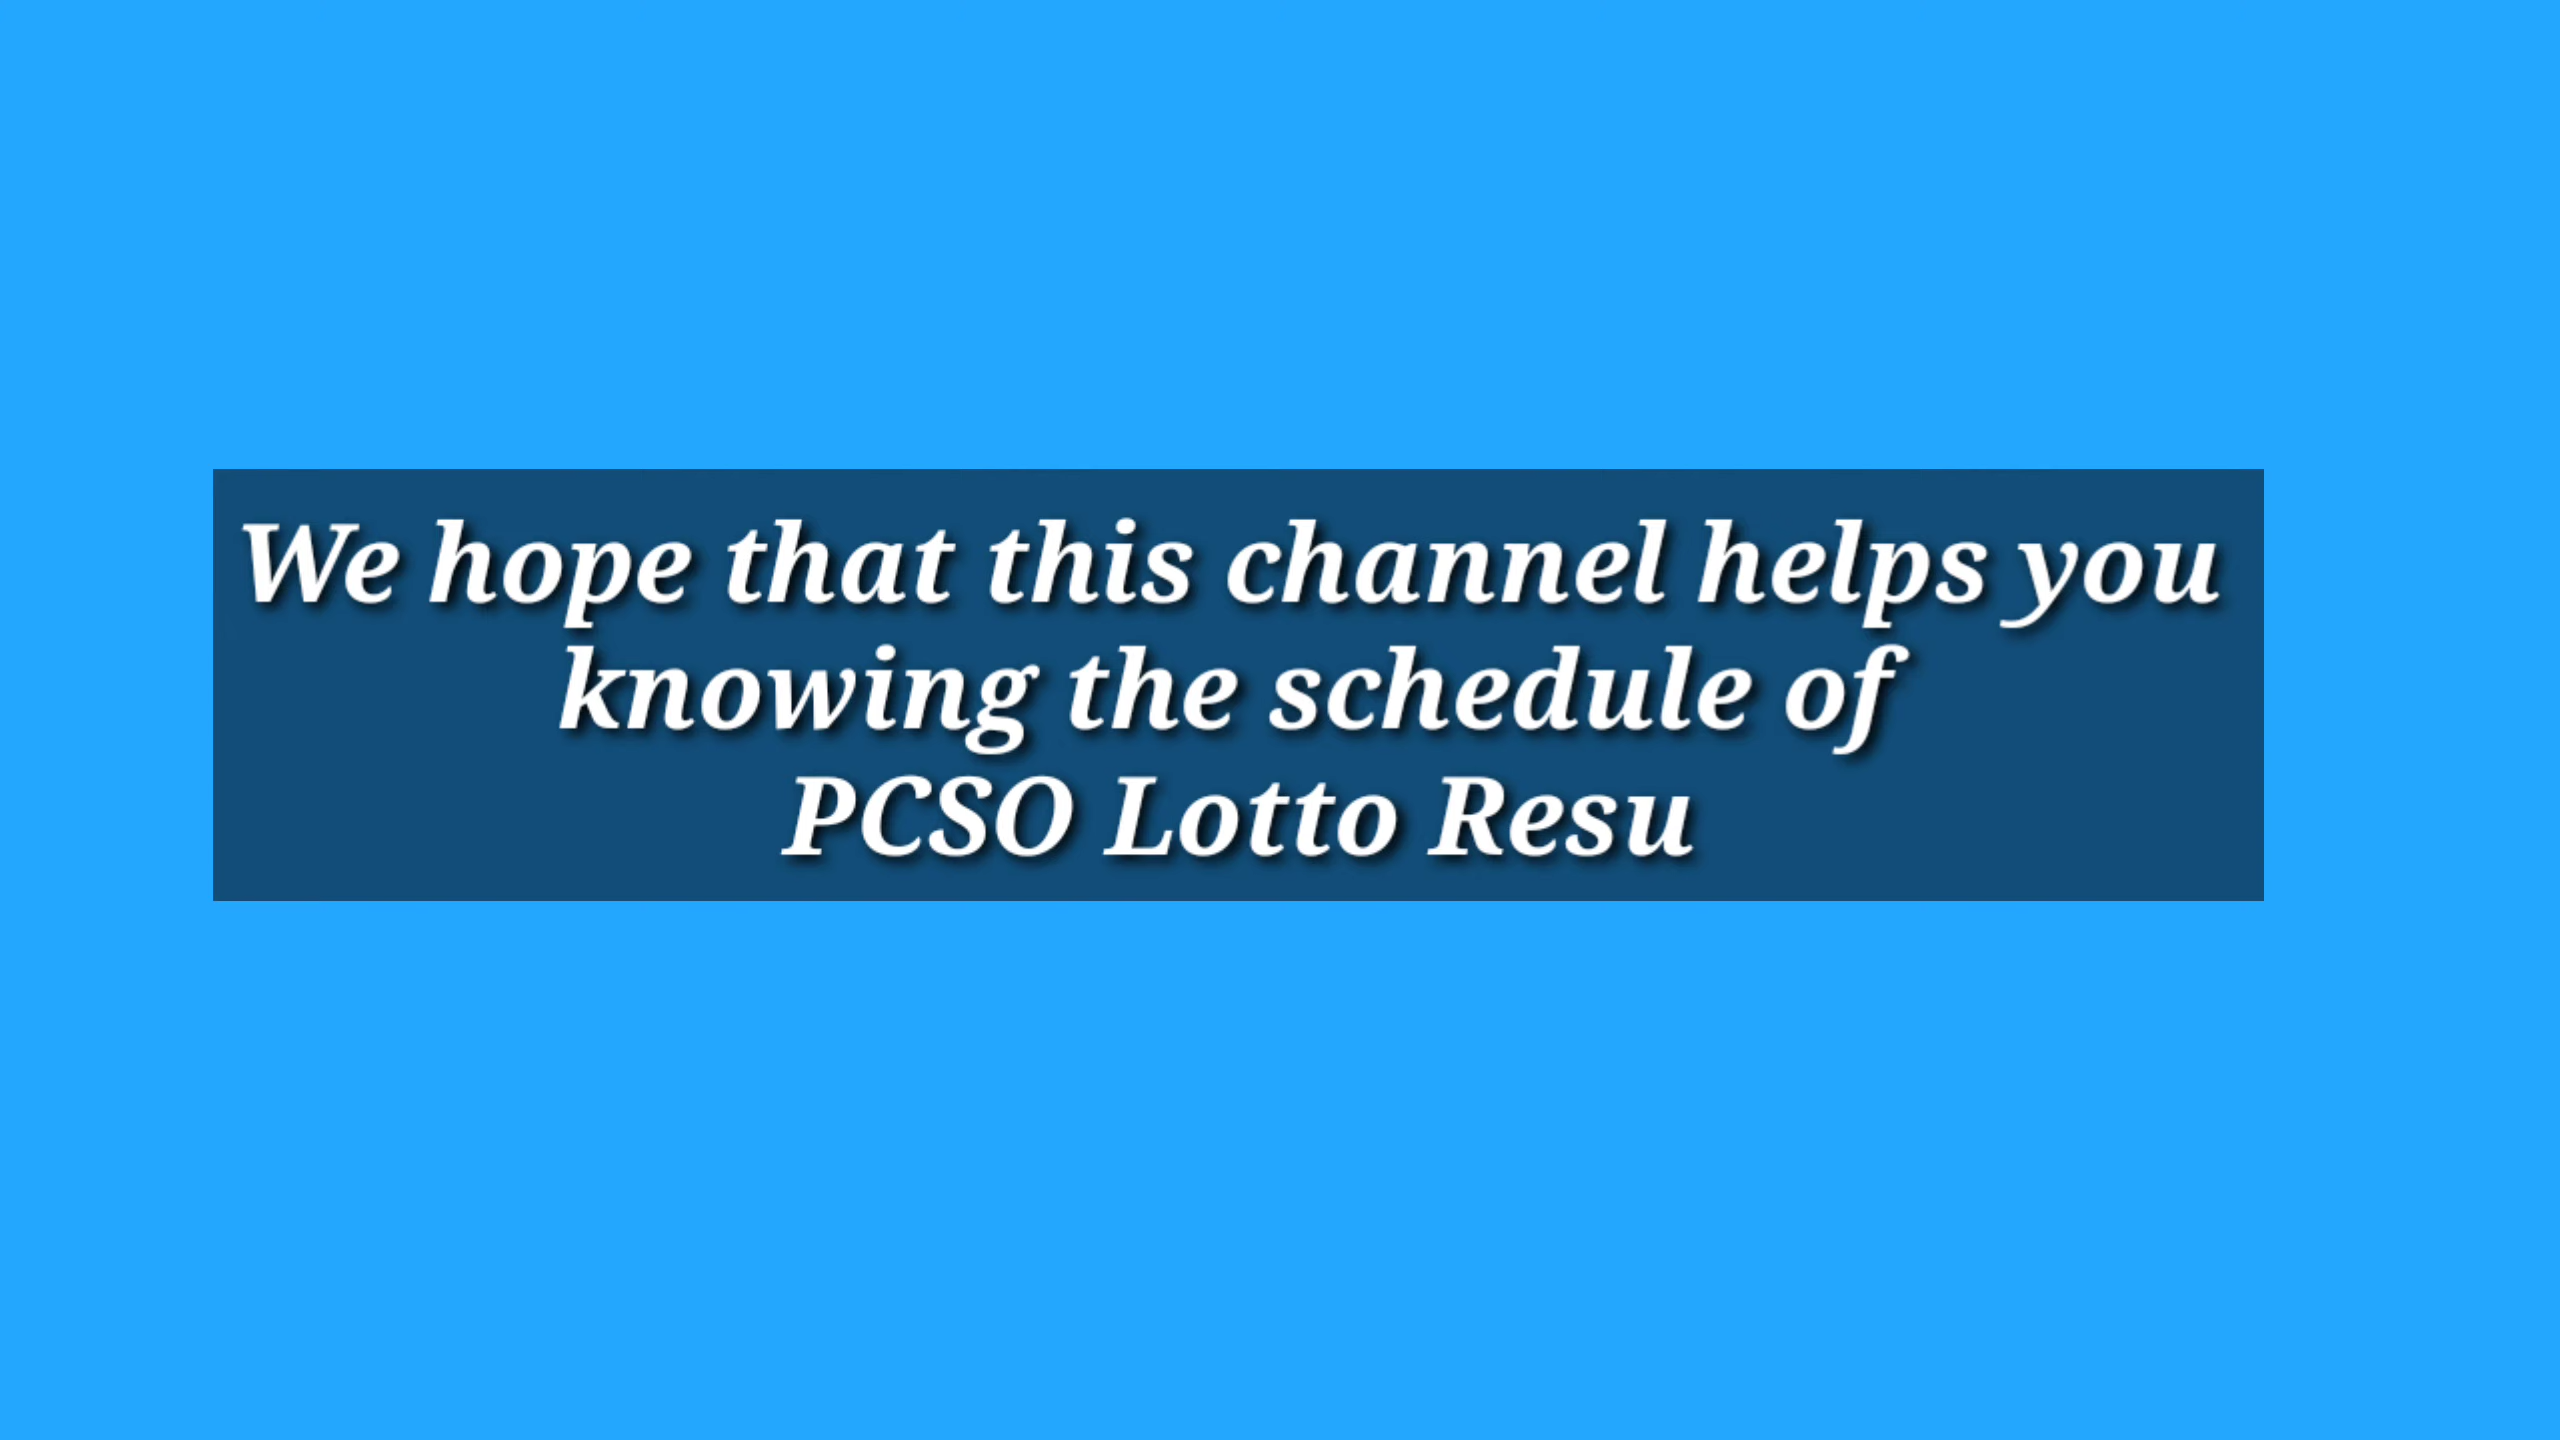 We hope that this channel helps you
knowing the schedule of
PCSO Lotto Resu